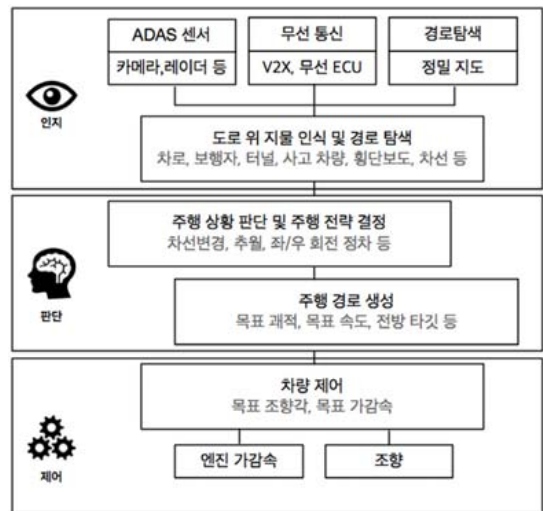 ADAS 센서
카메라,레이더 등
무선 통신
V2X, 무선 ECU
경로탐색
정밀 지도
인지
도로 위 지물 인식 및 경로 탐색
차로, 보행자, 터널, 사고 차량, 횡단보도, 차선 등
주행 상황 판단 및 주행 전략 결정
차선변경, 추월, 좌/우 회전 정차 등
판단
주행 경로 생성
목표 괘적, 목표 속도, 전방 타깃 등
차량 제어
목표 조향각, 목표 가감속
제어
엔진 가감속
조향